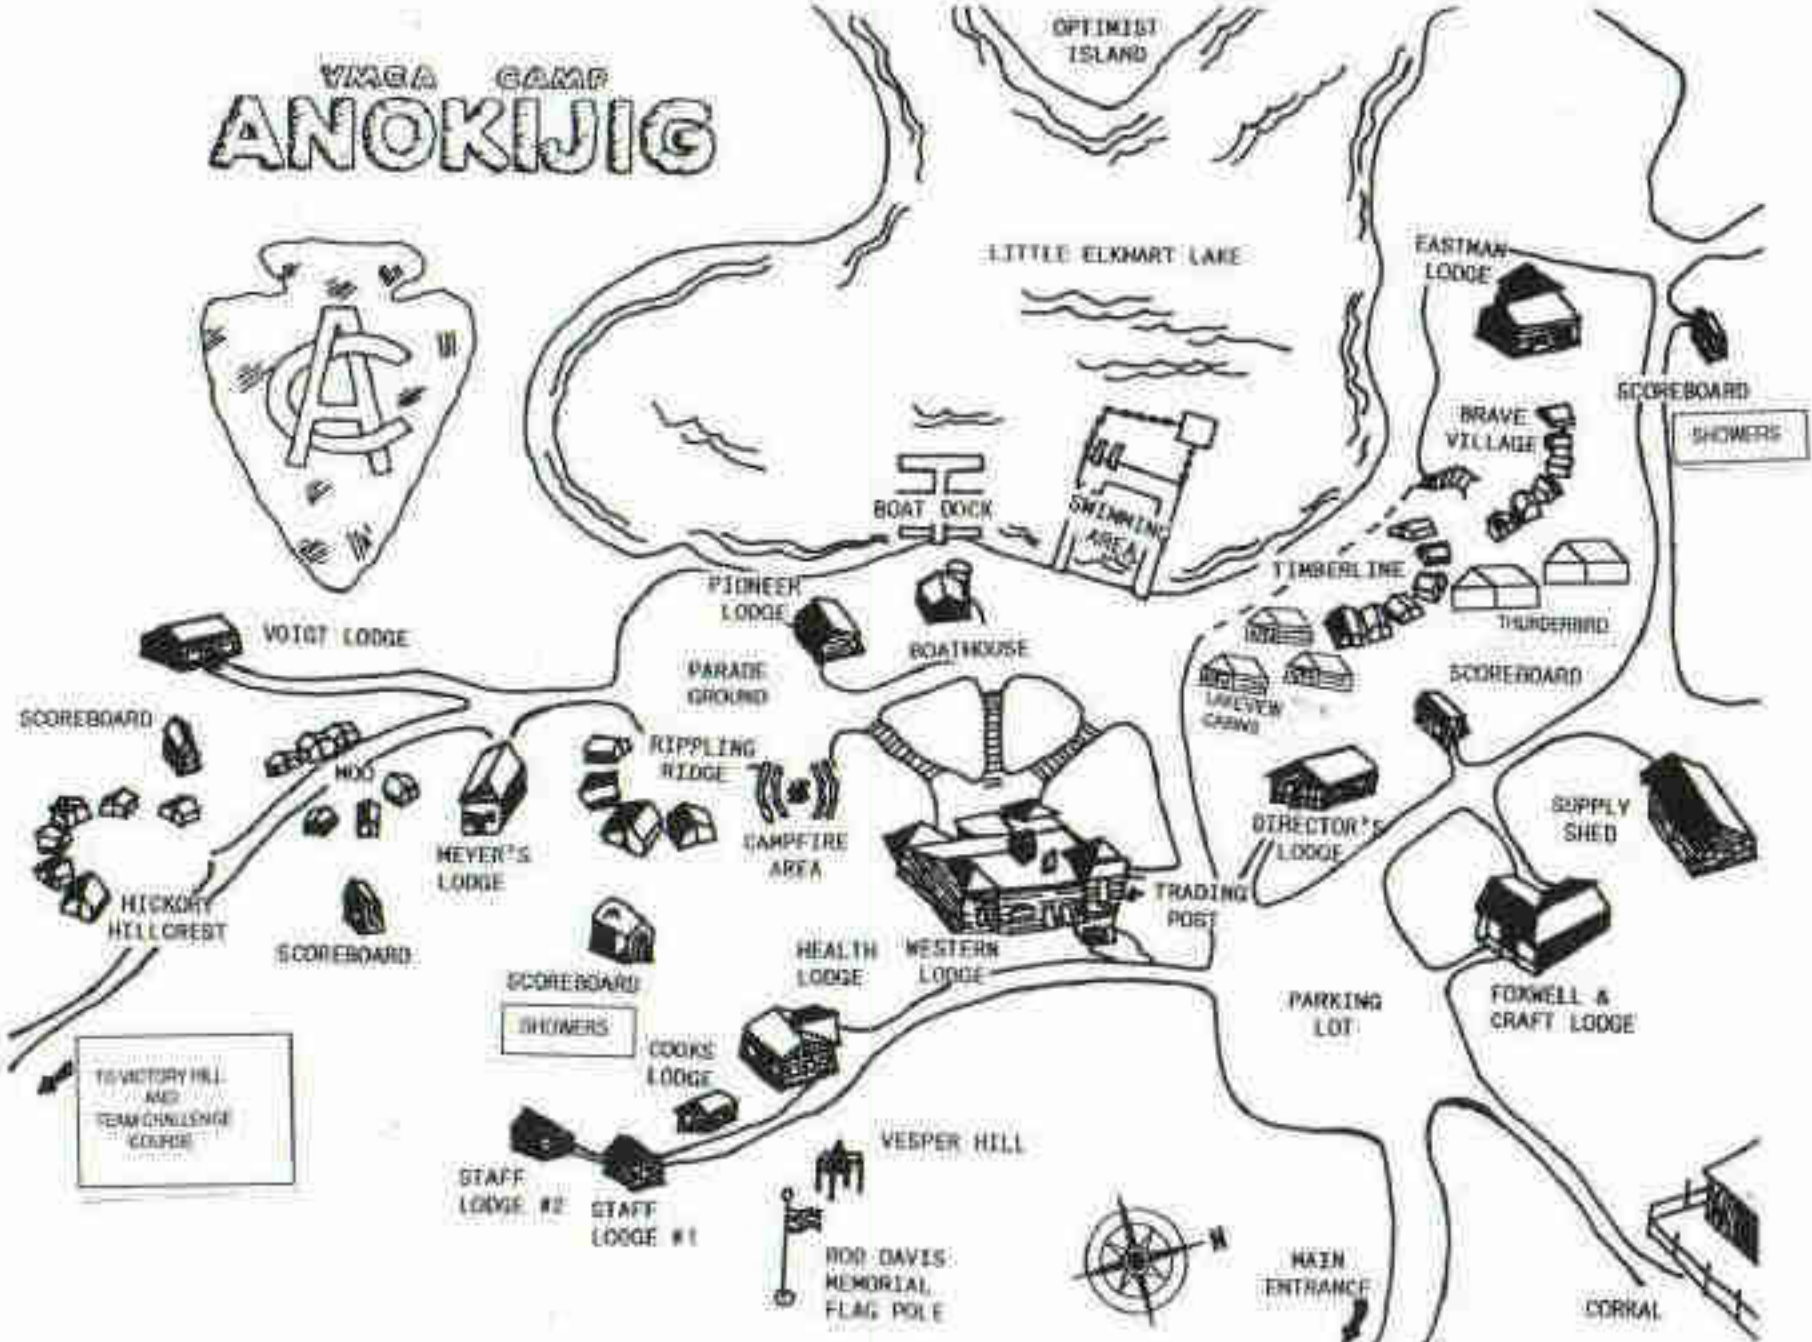 OPTIMIST
ISLAND
YMCA CAMP
ANOKIJIG
LITTLE ELKHART LAKE
EASTMAN
LODGE
SCOREBOARD
SHOWERS
BRAVE
VILLAGE
BOAT DOCK
SWIMMING
AREA
TIMBERLINE
THUNDERBIRD
PIONEER
LODGE
BOATHOUSE
VOIGT LODGE
PARADE
GROUND
SCOREBOARD
LAKEVIEW
CABINS
SCOREBOARD
MOO
RIPPLING
RIDGE
CAMPFIRE
AREA
MEYER'S
LODGE
DIRECTOR'S
LODGE
SUPPLY
SHED
TRADING
POST
HICKORY
HILLCREST
SCOREBOARD
HEALTH
LODGE
WESTERN
LODGE
SCOREBOARD
SHOWERS
PARKING
LOT
FOXWELL &
CRAFT LODGE
COOKS
LODGE
TO VICTORY HILL
AND
TEAM CHALLENGE
COURSE
VESPER HILL
STAFF
LODGE #2
STAFF
LODGE #1
ROD DAVIS
MEMORIAL
FLAG POLE
N
MAIN
ENTRANCE
CORRAL